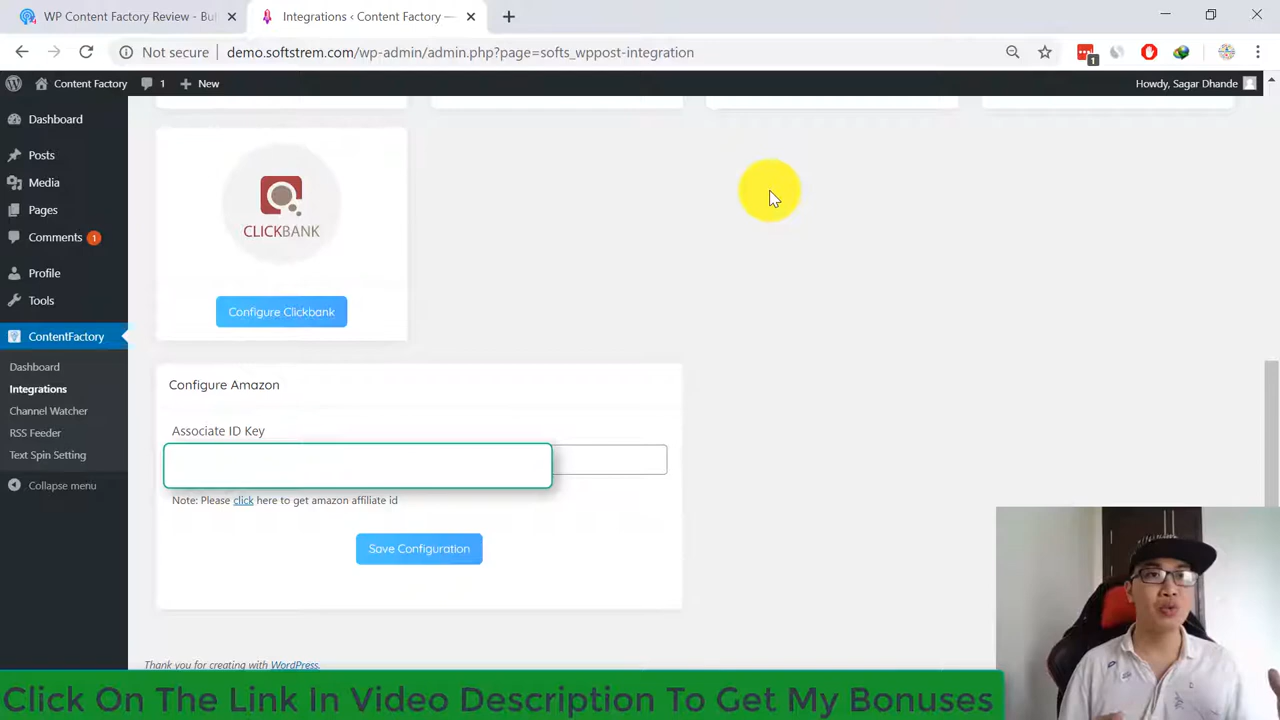 WP Content Factory Review - Bu
Integrations ‹ Content Factory —
Not secure
demo.softstrem.com/wp-admin/admin.php?page=softs_wppost-integration
1
Content Factory
1
New
Howdy, Sagar Dhande
Dashboard
Posts
Media
Pages
Comments 1
Profile
Tools
ContentFactory
Dashboard
Integrations
Channel Watcher
RSS Feeder
Text Spin Setting
Collapse menu
CLICKBANK
Configure Clickbank
Configure Amazon
Associate ID Key
Note: Please click here to get amazon affiliate id
Save Configuration
Thank you for creating with WordPress.
Click On The Link In Video Description To Get My Bonuses